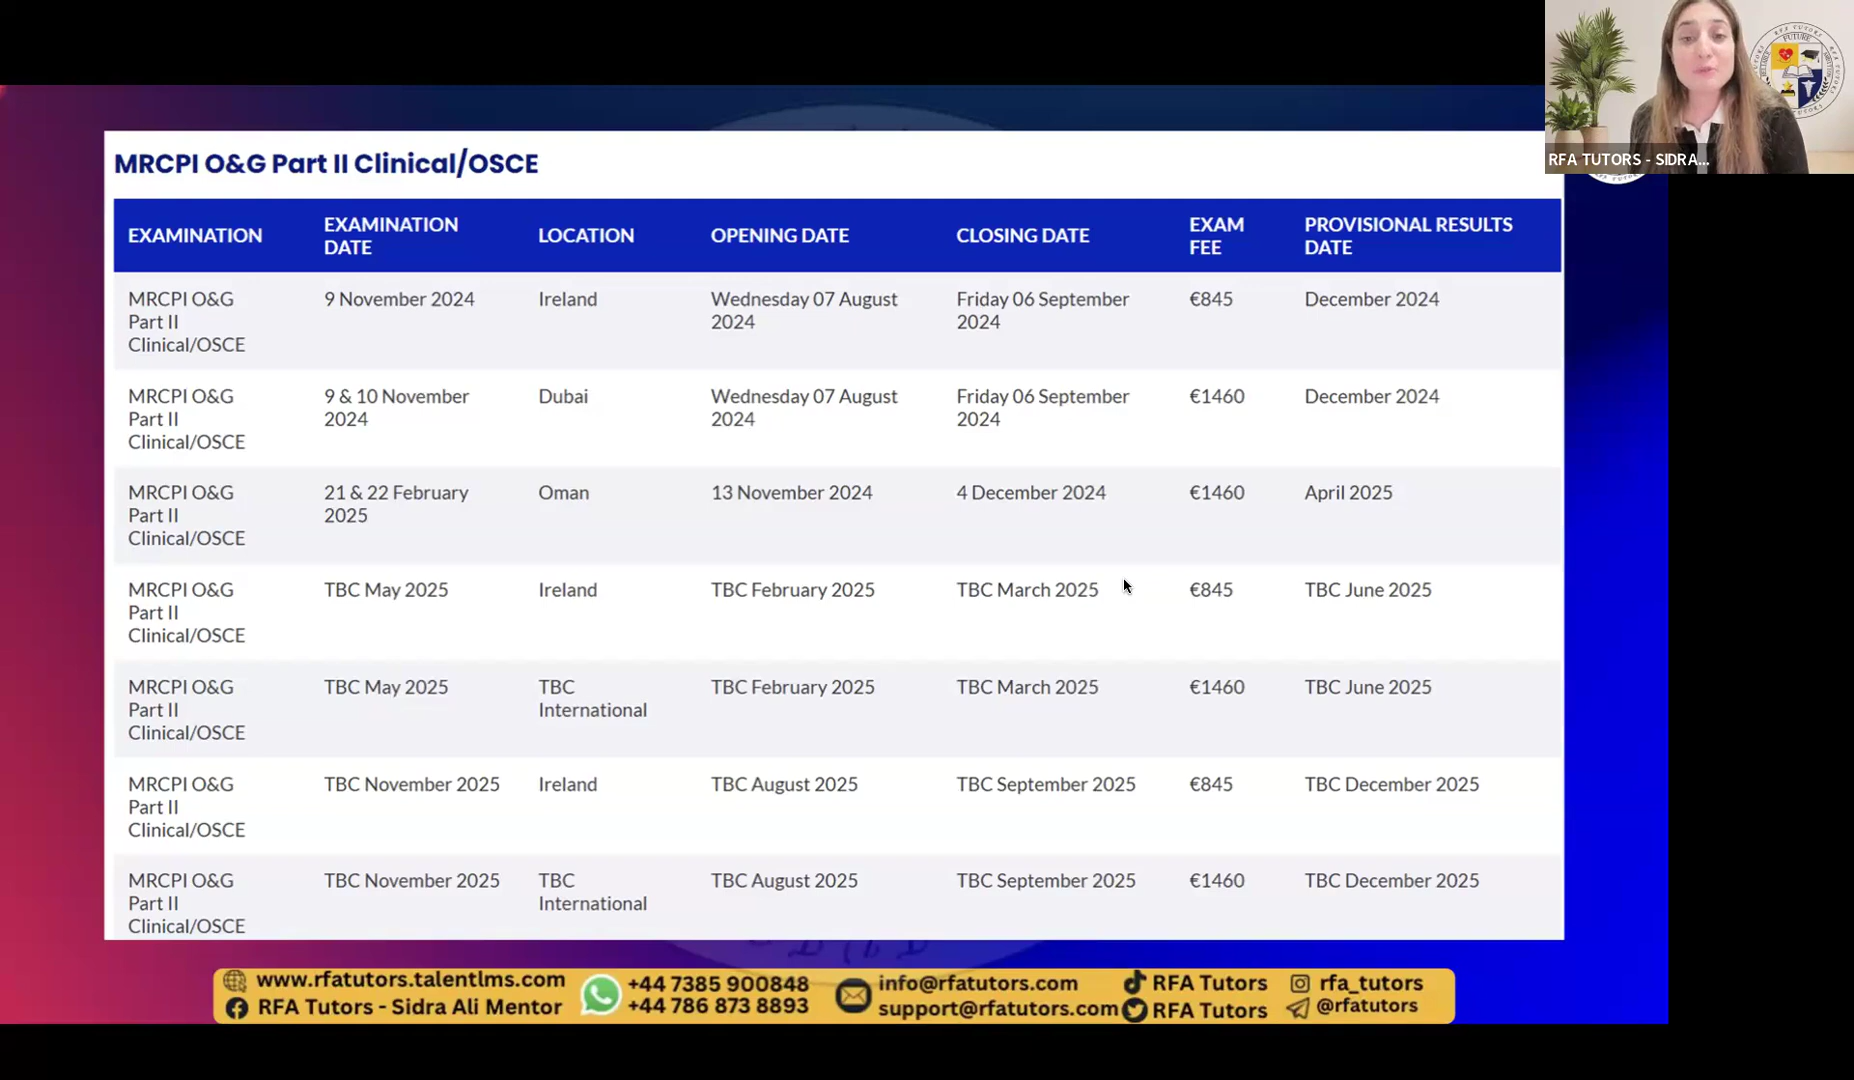 RFA TUTORS - SIDRA...
MRCPI O&G Part II Clinical/OSCE
EXAMINATION
EXAMINATION
DATE
LOCATION
OPENING DATE
CLOSING DATE
EXAM
FEE
PROVISIONAL RESULTS
DATE
MRCPI O&G
Part II
Clinical/OSCE
9 November 2024
Ireland
Wednesday 07 August
2024
Friday 06 September
2024
€845
December 2024
MRCPI O&G
Part II
Clinical/OSCE
9 & 10 November
2024
Dubai
Wednesday 07 August
2024
Friday 06 September
2024
€1460
December 2024
MRCPI O&G
Part II
Clinical/OSCE
21 & 22 February
2025
Oman
13 November 2024
4 December 2024
€1460
April 2025
MRCPI O&G
Part II
Clinical/OSCE
TBC May 2025
Ireland
TBC February 2025
TBC March 2025
€845
TBC June 2025
MRCPI O&G
Part II
Clinical/OSCE
TBC May 2025
TBC
International
TBC February 2025
TBC March 2025
€1460
TBC June 2025
MRCPI O&G
Part II
Clinical/OSCE
TBC November 2025
Ireland
TBC August 2025
TBC September 2025
€845
TBC December 2025
MRCPI O&G
Part II
Clinical/OSCE
TBC November 2025
TBC
International
TBC August 2025
TBC September 2025
€1460
TBC December 2025
www.rfatutors.talentlms.com
RFA Tutors - Sidra Ali Mentor
+44 7385 900848
+44 786 873 8893
info@rfatutors.com
support@rfatutors.com
RFA Tutors
RFA Tutors
rfa_tutors
@rfatutors